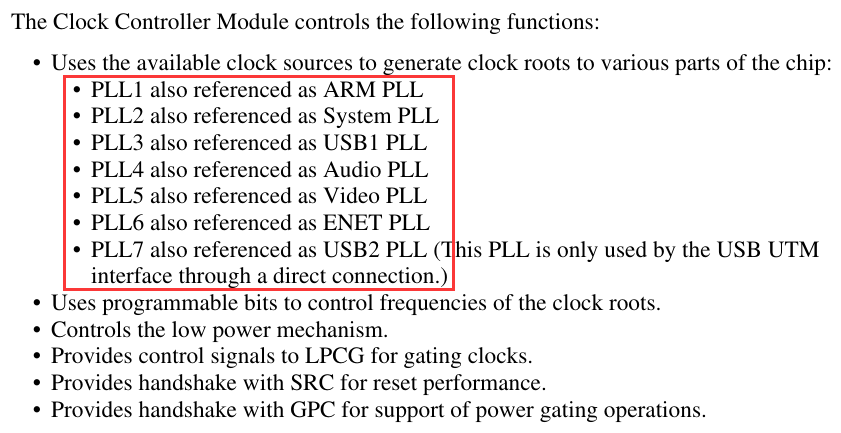 The Clock Controller Module controls the following functions:
• Uses the available clock sources to generate clock roots to various parts of the chip:
• PLL1 also referenced as ARM PLL
• PLL2 also referenced as System PLL
• PLL3 also referenced as USB1 PLL
• PLL4 also referenced as Audio PLL
• PLL5 also referenced as Video PLL
• PLL6 also referenced as ENET PLL
• PLL7 also referenced as USB2 PLL (This PLL is only used by the USB UTM
interface through a direct connection.)
• Uses programmable bits to control frequencies of the clock roots.
• Controls the low power mechanism.
• Provides control signals to LPCG for gating clocks.
• Provides handshake with SRC for reset performance.
• Provides handshake with GPC for support of power gating operations.